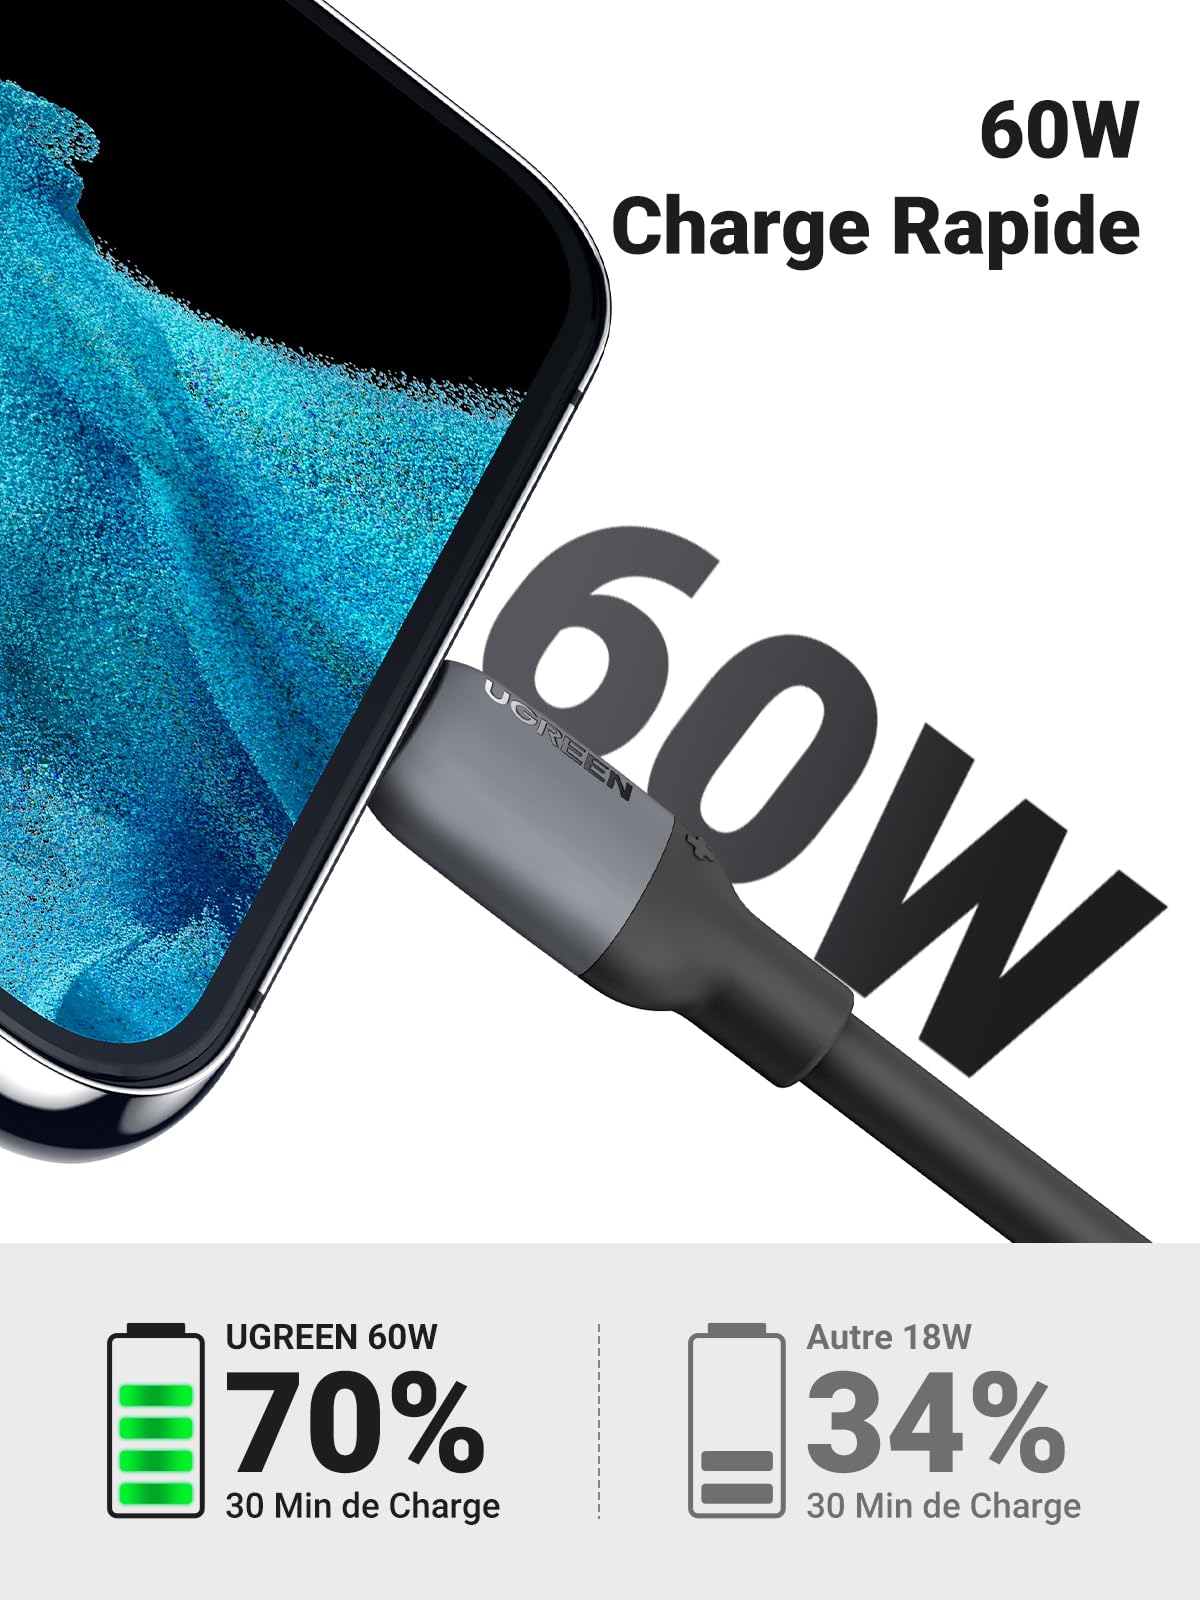 60W
Charge Rapide
60W
UGREEN
UGREEN 60W
70%
30 Min de Charge
Autre 18W
34%
30 Min de Charge